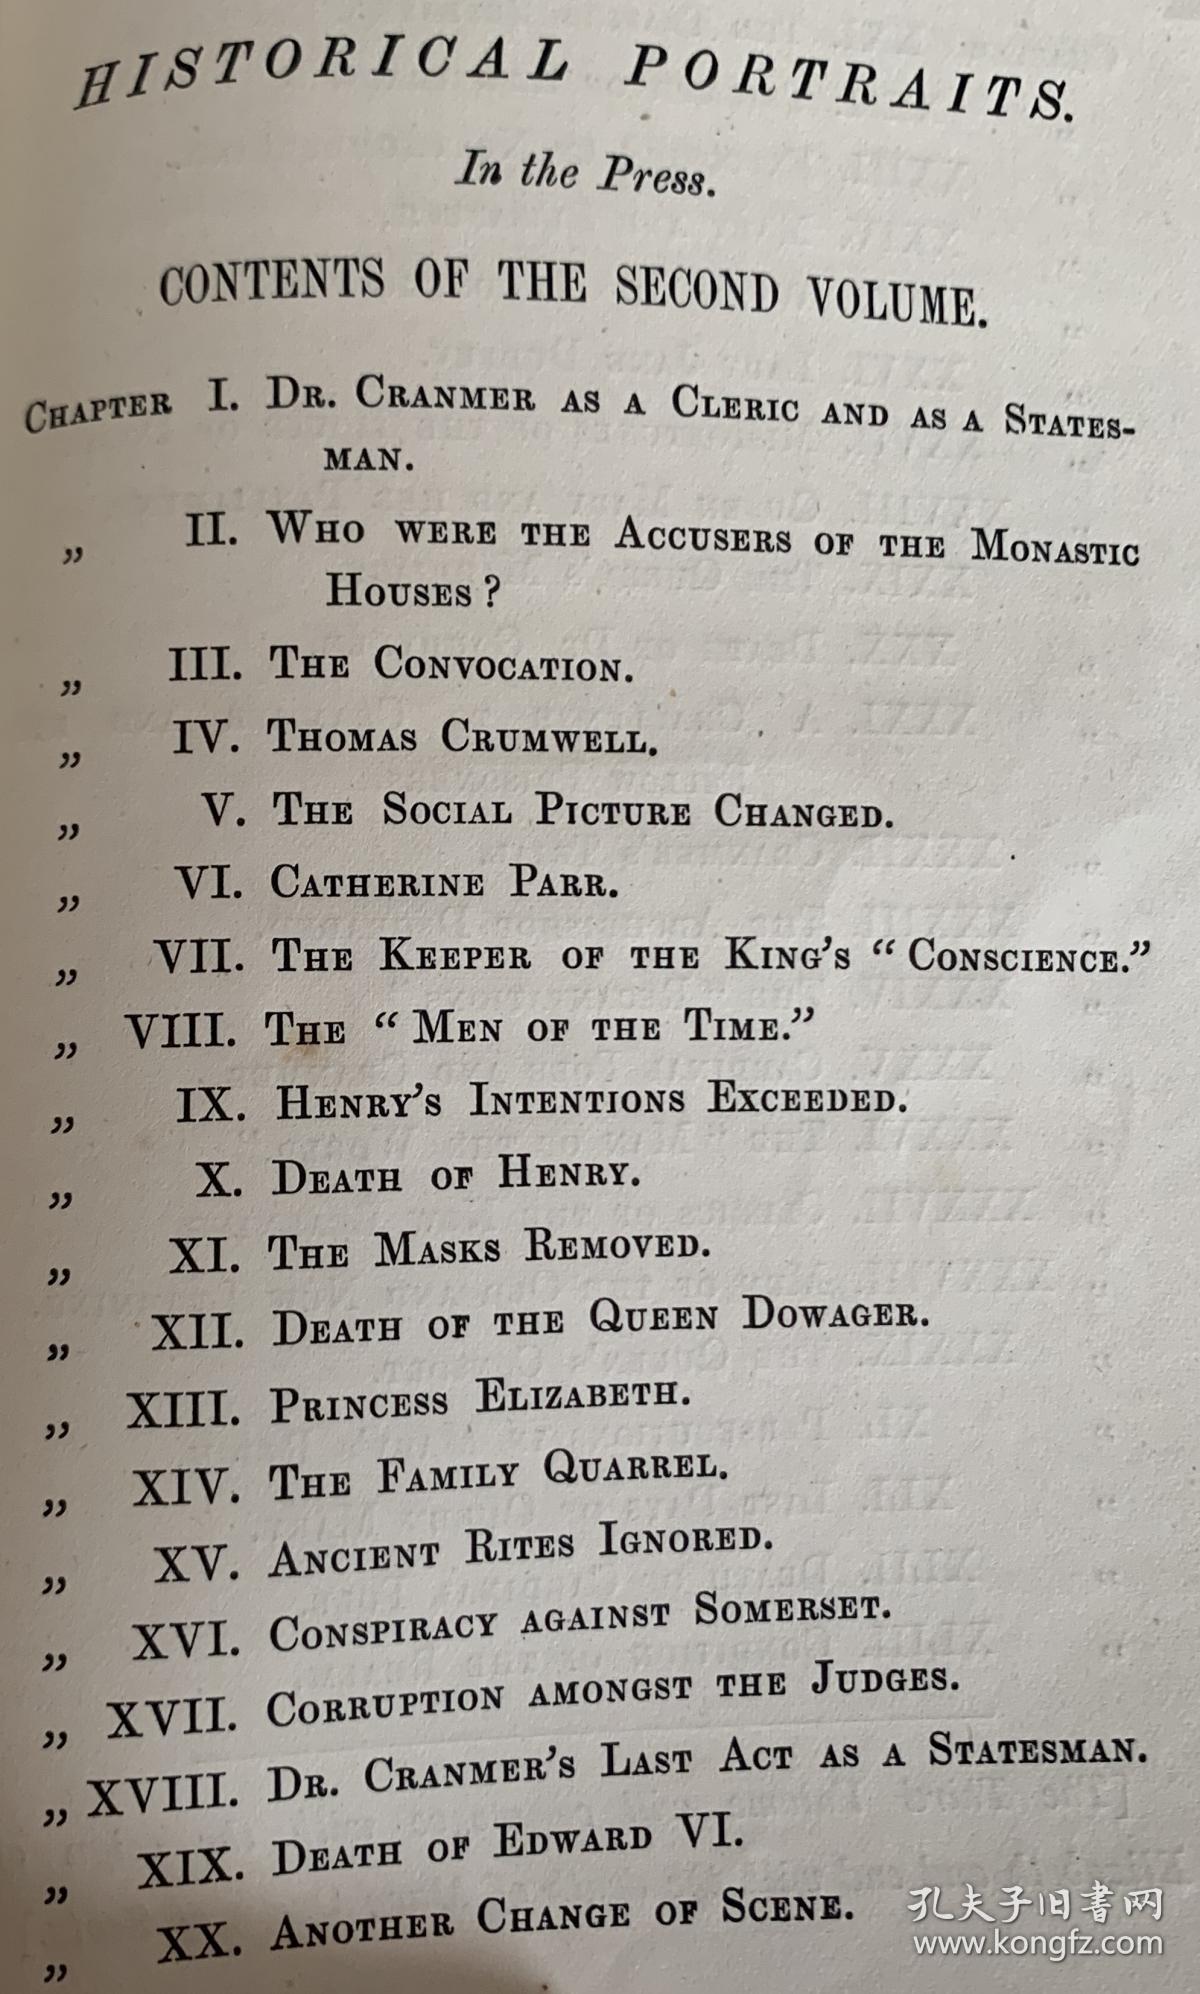 HISTORICAL PORTRAITS.
In the Press.
CONTENTS OF THE SECOND VOLUME.
CHAPTER I. DR. CRANMER AS A CLERIC AND AS A STATES-
MAN.
„ II. WHO WERE THE ACCUSERS OF THE MONASTIC
HOUSES?
„ III. THE CONVOCATION.
„ IV. THOMAS CRUMWELL.
„ V. THE SOCIAL PICTURE CHANGED.
„ VI. CATHERINE PARR.
„ VII. THE KEEPER OF THE KING'S “CONSCIENCE.”
„ VIII. THE “MEN OF THE TIME.”
„ IX. HENRY'S INTENTIONS EXCEEDED.
„ X. DEATH OF HENRY.
„ XI. THE MASKS REMOVED.
„ XII. DEATH OF THE QUEEN DOWAGER.
„ XIII. PRINCESS ELIZABETH.
„ XIV. THE FAMILY QUARREL.
„ XV. ANCIENT RITES IGNORED.
„ XVI. CONSPIRACY AGAINST SOMERSET.
„ XVII. CORRUPTION AMONGST THE JUDGES.
„ XVIII. DR. CRANMER'S LAST ACT AS A STATESMAN.
„ XIX. DEATH OF EDWARD VI.
„ XX. ANOTHER CHANGE OF SCENE.
孔夫子旧书网
www.kongfz.com